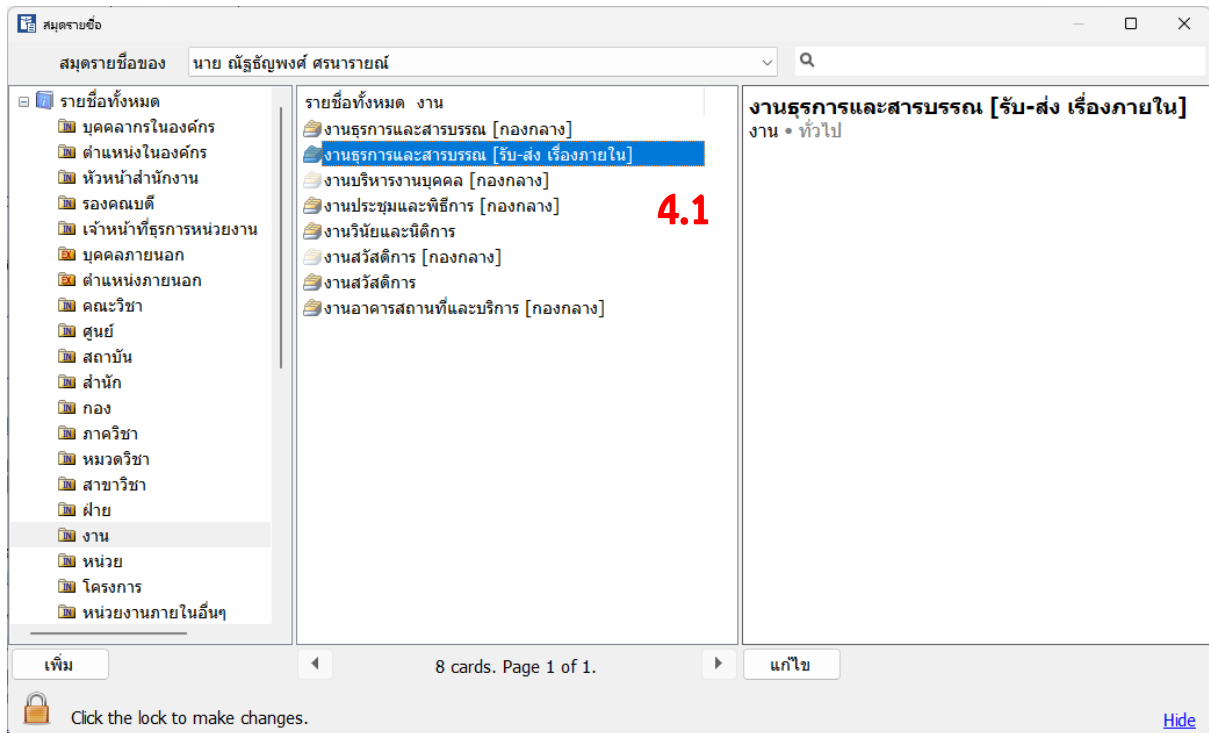 สมุดรายชื่อ
สมุดรายชื่อของ นาย ณัฐธัญพงศ์ ศรนารายณ์
รายชื่อทั้งหมด
บุคคลากรในองค์กร
ตำแหน่งในองค์กร
หัวหน้าสำนักงาน
รองคณบดี
เจ้าหน้าที่ธุรการหน่วยงาน
บุคคลภายนอก
ตำแหน่งภายนอก
คณะวิชา
ศูนย์
สถาบัน
สำนัก
กอง
ภาควิชา
หมวดวิชา
สาขาวิชา
ฝ่าย
งาน
หน่วย
โครงการ
หน่วยงานภายในอื่นๆ
รายชื่อทั้งหมด งาน
งานธุรการและสารบรรณ [กองกลาง]
งานธุรการและสารบรรณ [รับ-ส่ง เรื่องภายใน]
งานบริหารงานบุคคล [กองกลาง]
งานประชุมและพิธีการ [กองกลาง]
งานวินัยและนิติการ
งานสวัสดิการ [กองกลาง]
งานสวัสดิการ
งานอาคารสถานที่และบริการ [กองกลาง]
4.1
งานธุรการและสารบรรณ [รับ-ส่ง เรื่องภายใน]
งาน • ทั่วไป
เพิ่ม
8 cards. Page 1 of 1.
แก้ไข
Click the lock to make changes.
Hide